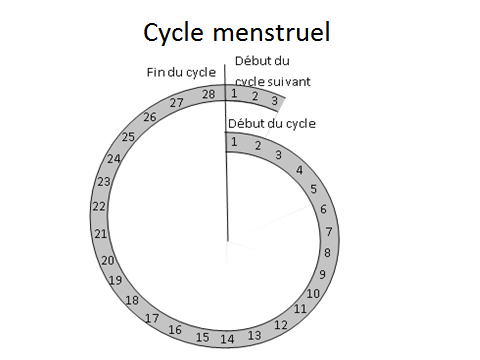 Cycle menstruel
Début du
cycle suivant
Fin du cycle
28 1 2 3
Début du cycle
1 2 3 4 5 6 7 8 9 10 11 12 13 14 15 16 17 18 19 20 21 22 23 24 25 26 27